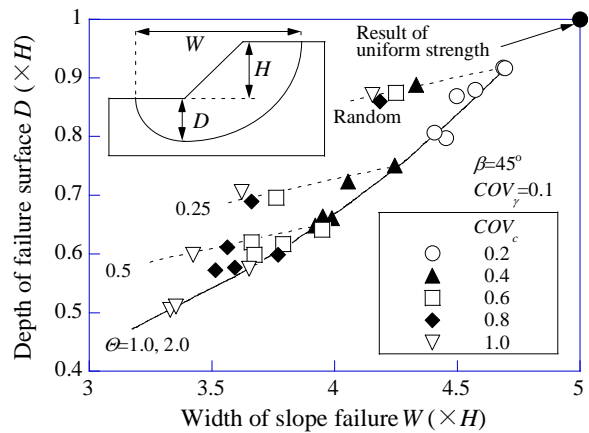 Depth of failure surface D (×H)
1
0.9
0.8
0.7
0.6
0.5
0.4
3
3.5
4
4.5
5
Width of slope failure W (×H)
W
H
D
Result of
uniform strength
Random
0.25
0.5
Θ=1.0, 2.0
β=45°
COVγ=0.1
COVc
0.2
0.4
0.6
0.8
1.0